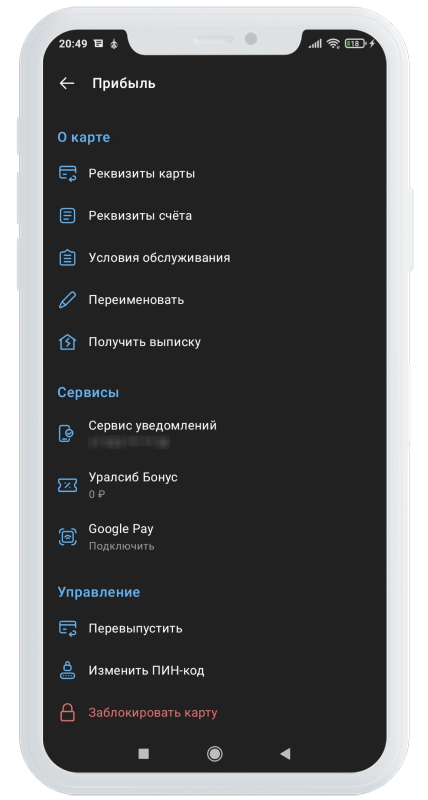 20:49 18
Прибыль
О карте
Реквизиты карты
Реквизиты счёта
Условия обслуживания
Переименовать
Получить выписку
Сервисы
Сервис уведомлений
Уралсиб Бонус
0 ₽
Google Pay
Подключить
Управление
Перевыпустить
Изменить ПИН-код
Заблокировать карту